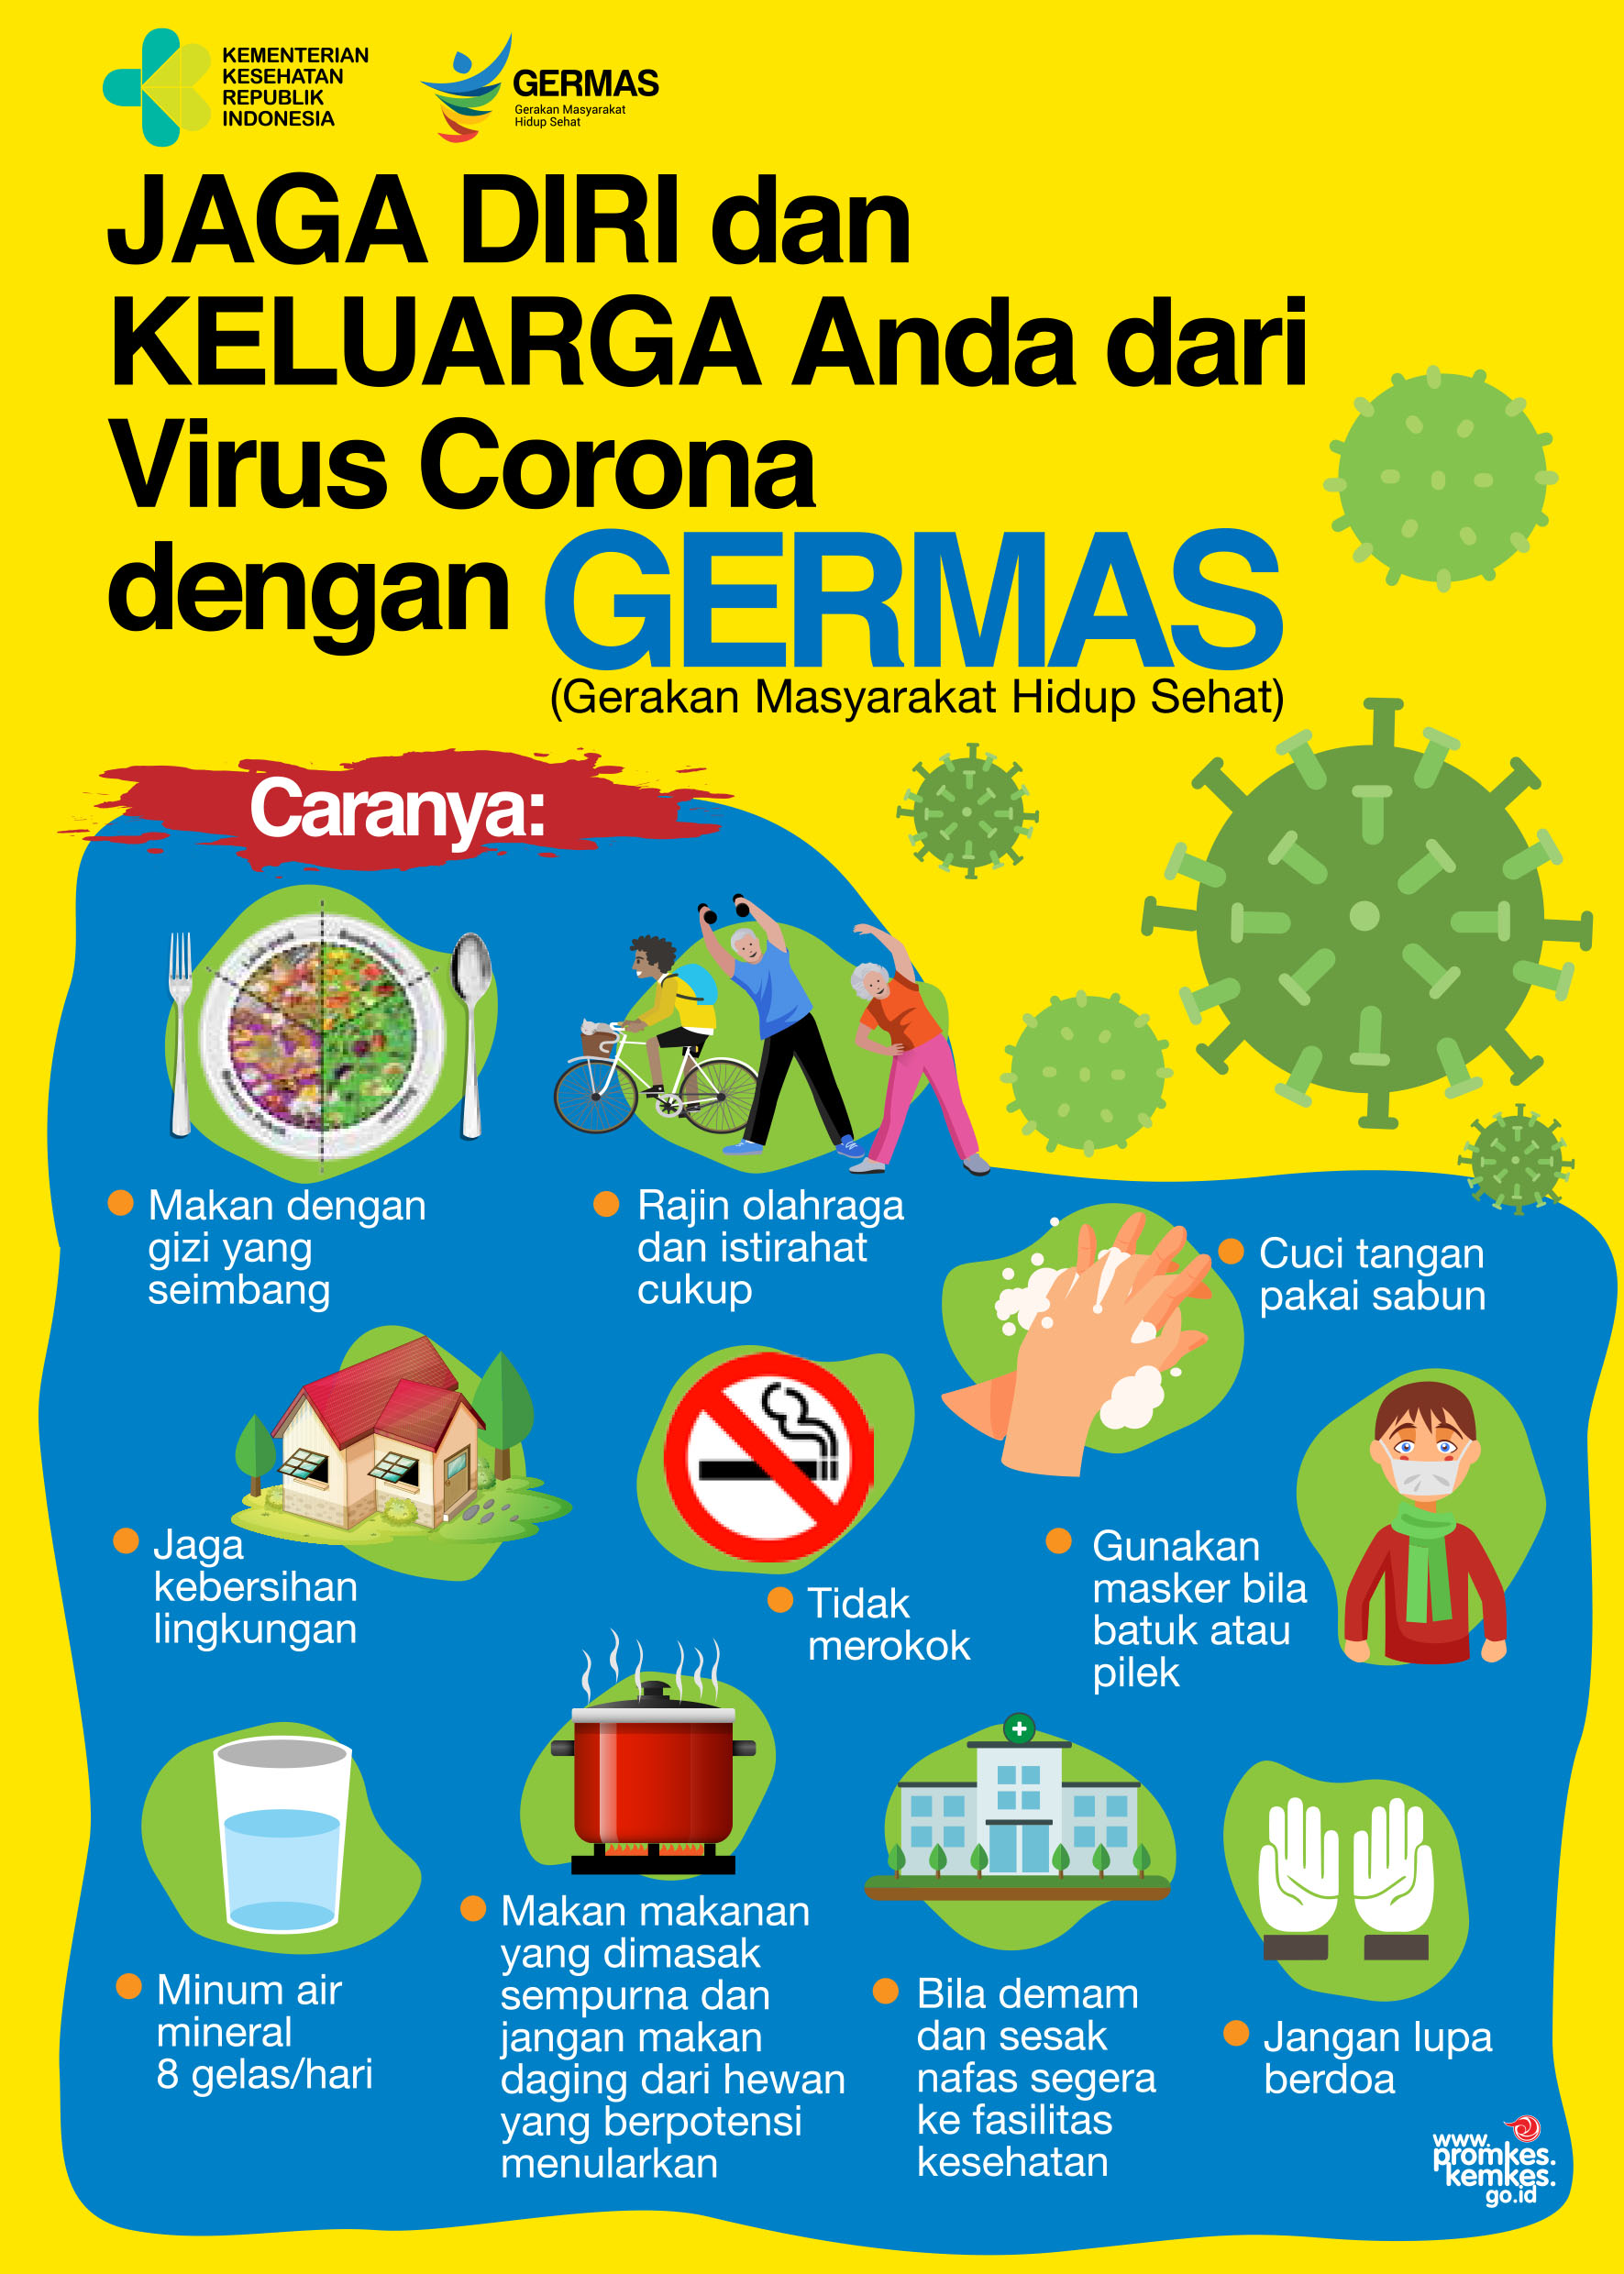 KEMENTERIAN
KESEHATAN
REPUBLIK
INDONESIA
GERMAS
Gerakan Masyarakat
Hidup Sehat
JAGA DIRI dan
KELUARGA Anda dari
Virus Corona
dengan GERMAS
(Gerakan Masyarakat Hidup Sehat)
Caranya:
Makan dengan
gizi yang
seimbang
Rajin olahraga
dan istirahat
cukup
Cuci tangan
pakai sabun
Jaga
kebersihan
lingkungan
Tidak
merokok
Gunakan
masker bila
batuk atau
pilek
Minum air
mineral
8 gelas/hari
Makan makanan
yang dimasak
sempurna dan
jangan makan
daging dari hewan
yang berpotensi
menularkan
Bila demam
dan sesak
nafas segera
ke fasilitas
kesehatan
Jangan lupa
berdoa
www.
promkes.
kemkes.
go.id